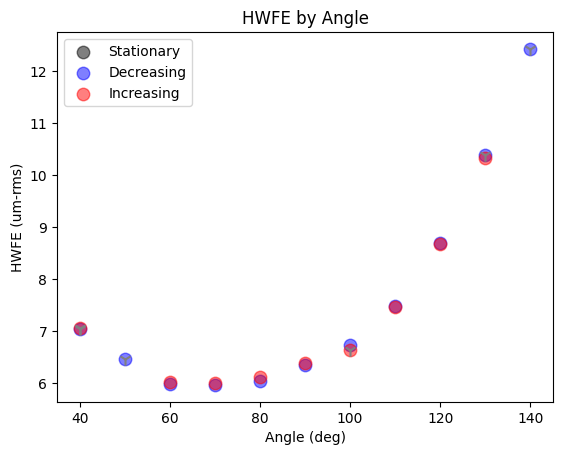 HWFE by Angle
Stationary
Decreasing
Increasing
HWFE (um-rms)
12
11
10
9
8
7
6
40 60 80 100 120 140
Angle (deg)